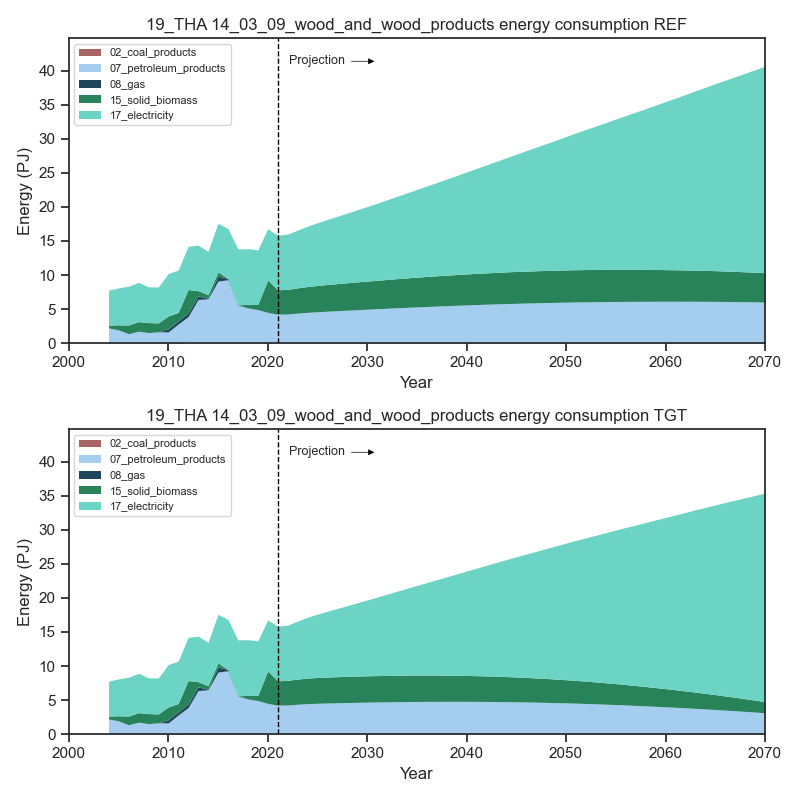 19_THA 14_03_09_wood_and_wood_products energy consumption REF
02_coal_products
07_petroleum_products
08_gas
15_solid_biomass
17_electricity
Projection
Energy (PJ)
40
35
30
25
20
15
10
5
0
2000 2010 2020 2030 2040 2050 2060 2070
Year
19_THA 14_03_09_wood_and_wood_products energy consumption TGT
02_coal_products
07_petroleum_products
08_gas
15_solid_biomass
17_electricity
Projection
Energy (PJ)
40
35
30
25
20
15
10
5
0
2000 2010 2020 2030 2040 2050 2060 2070
Year